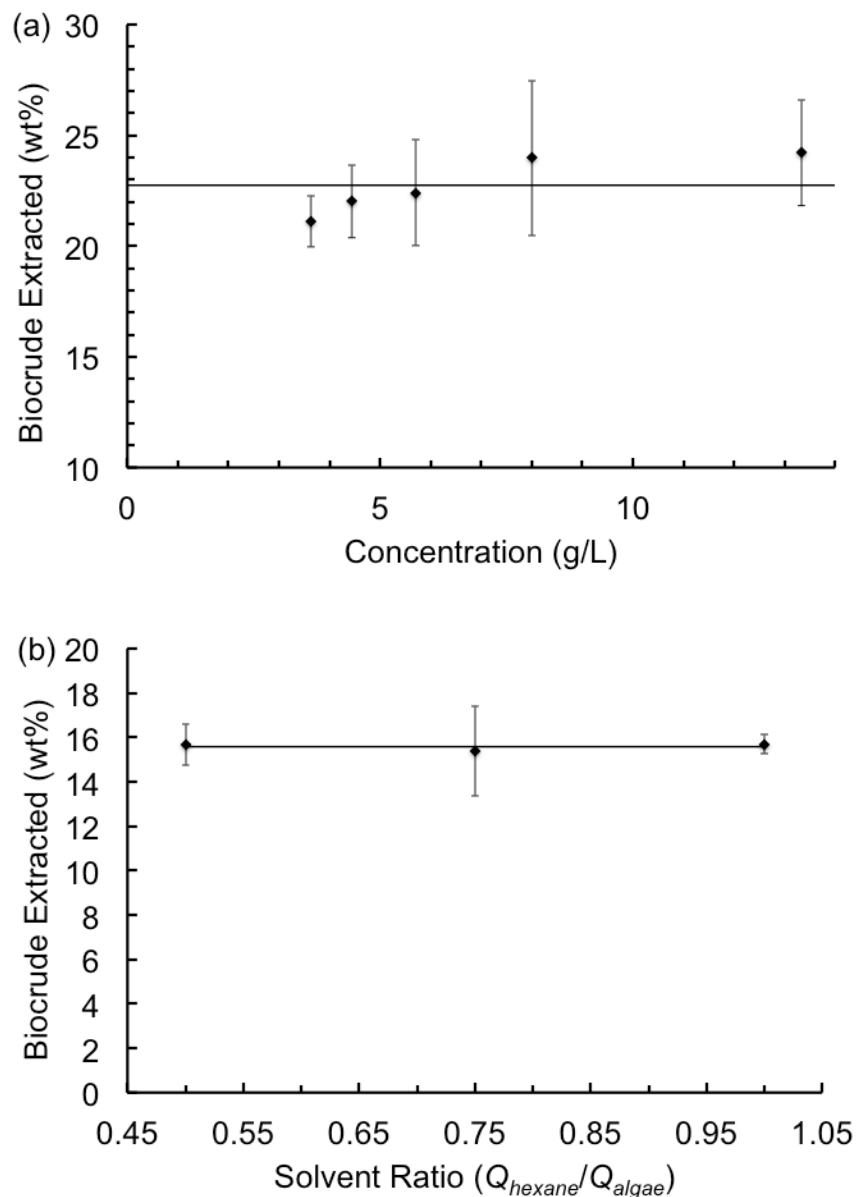 (a)
30
25
20
15
10
Biocrude Extracted (wt%)
0 5 10
Concentration (g/L)
(b)
20
18
16
14
12
10
8
6
4
2
0
Biocrude Extracted (wt%)
0.45 0.55 0.65 0.75 0.85 0.95 1.05
Solvent Ratio (Qhexane/Qalgae)